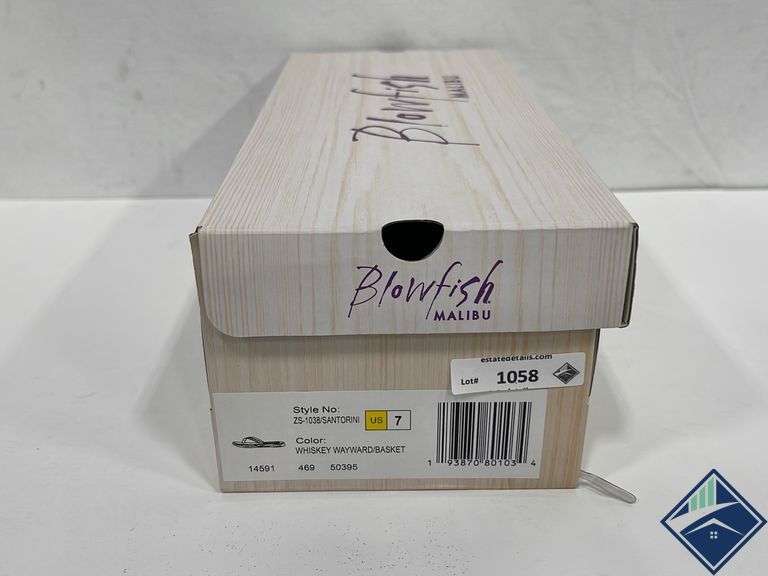 Blowfish
MALIBU
Blowfish
MALIBU
estatedetails.com
Lot# 1058
Style No:
ZS-1038/SANTORINI
US 7
Color:
WHISKEY WAYWARD/BASKET
14591 469 50395
1 93870 80103 4